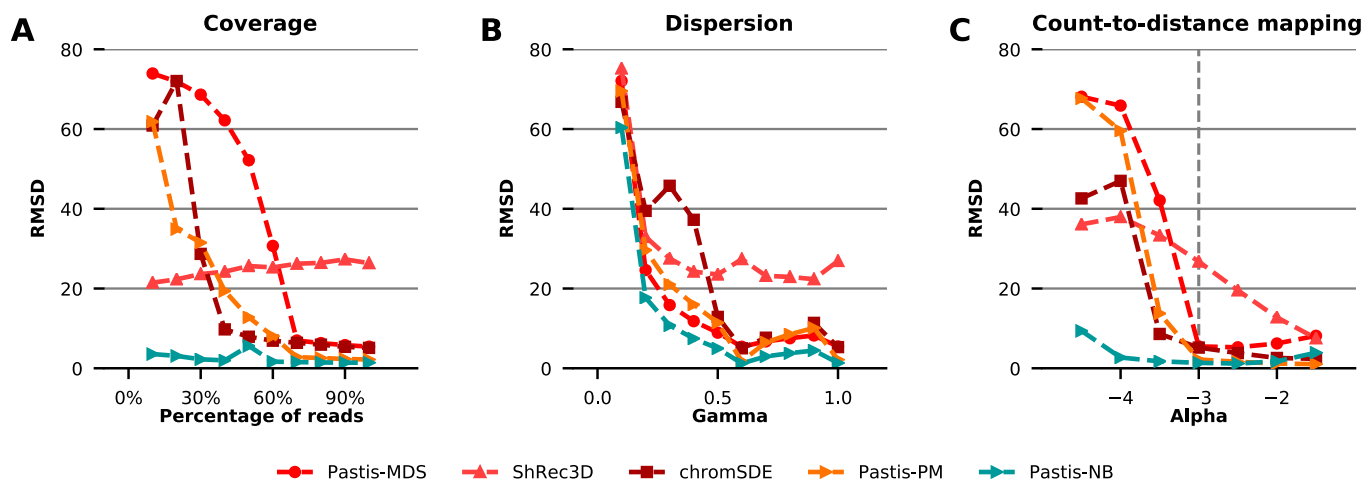 A
Coverage
80
60
40
20
0
RMSD
0%
30%
60%
90%
Percentage of reads
B
Dispersion
80
60
40
20
0
RMSD
0.0
0.5
1.0
Gamma
C
Count-to-distance mapping
80
60
40
20
0
RMSD
−4
−3
−2
Alpha
Pastis-MDS
ShRec3D
chromSDE
Pastis-PM
Pastis-NB